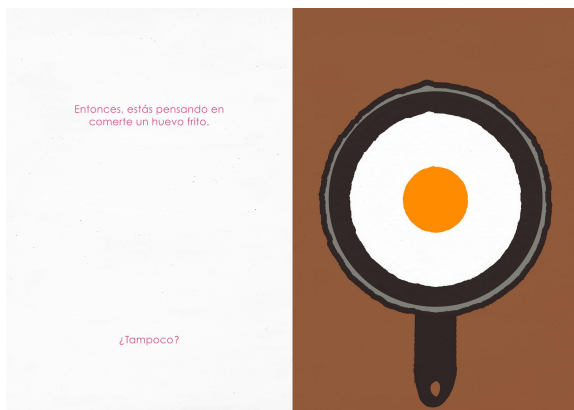 Entonces, estás pensando en
comerte un huevo frito.
¿Tampoco?